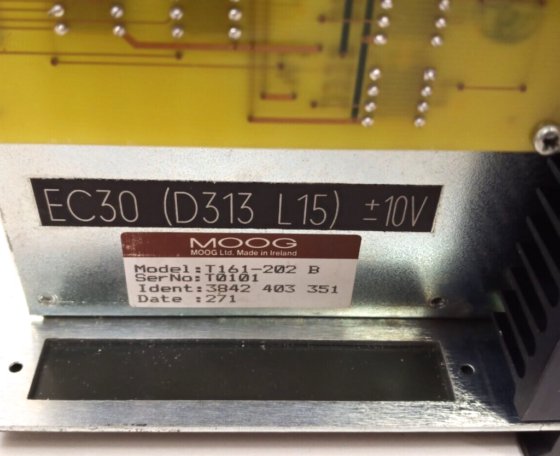 EC30 (D313 L15) ±10V
MOOG
MOOG Ltd. Made in Ireland
Model:T161-202 B
SerNo:T0101
Ident:3842 403 351
Date :271